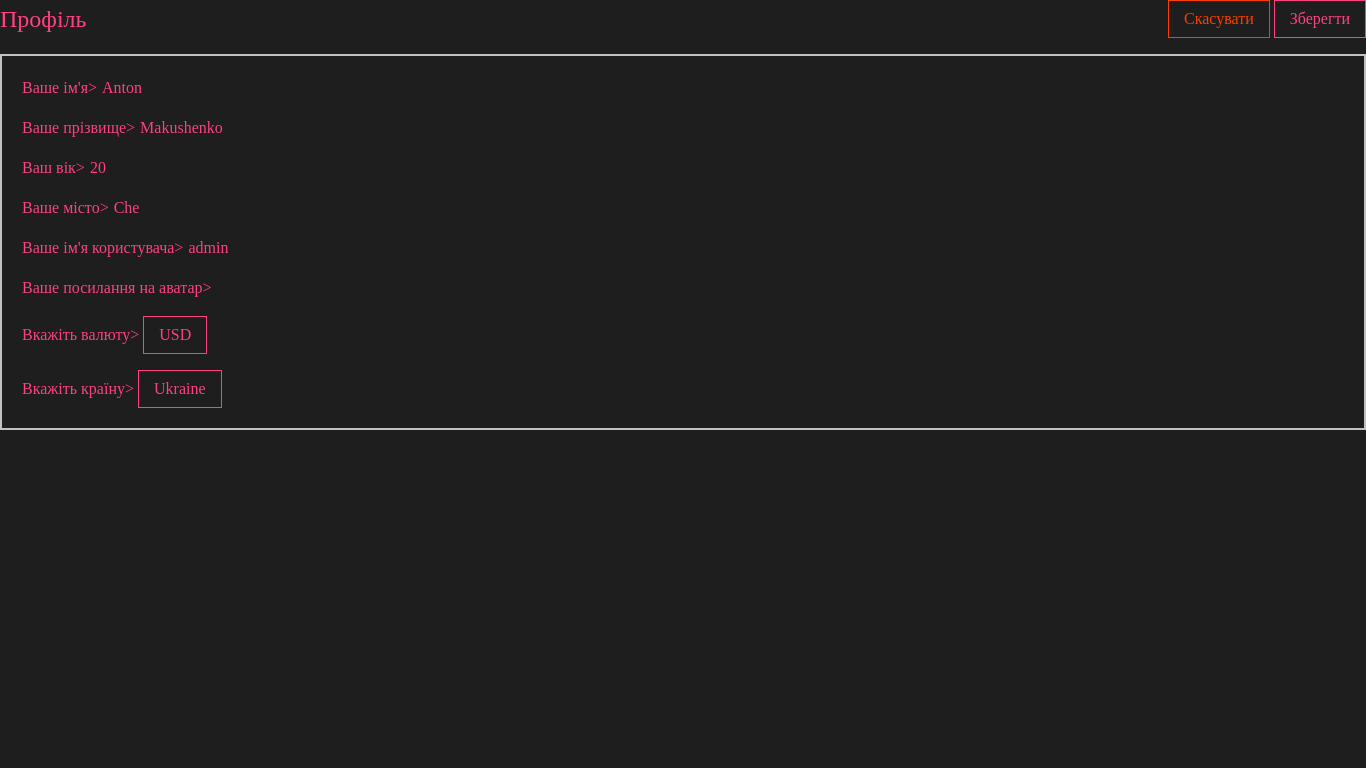 Профіль
Скасувати Зберегти
Ваше ім'я> Anton
Ваше прізвище> Makushenko
Ваш вік> 20
Ваше місто> Che
Ваше ім'я користувача> admin
Ваше посилання на аватар>
Вкажіть валюту> USD
Вкажіть країну> Ukraine